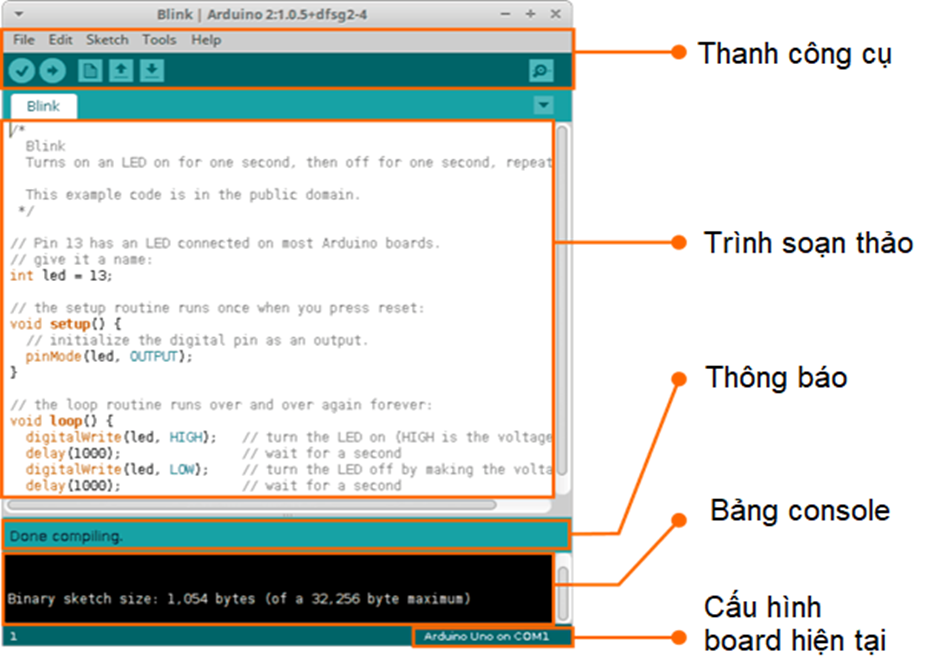 Blink | Arduino 2:1.0.5+dfsg2-4
File Edit Sketch Tools Help
Thanh công cụ
Blink
/*
Blink
Turns on an LED on for one second, then off for one second, repeat
This example code is in the public domain.
*/
// Pin 13 has an LED connected on most Arduino boards.
// give it a name:
int led = 13;
Trình soạn thảo
// the setup routine runs once when you press reset:
void setup() {
// initialize the digital pin as an output.
pinMode(led, OUTPUT);
}
Thông báo
// the loop routine runs over and over again forever:
void loop() {
digitalWrite(led, HIGH); // turn the LED on (HIGH is the voltage
delay(1000); // wait for a second
digitalWrite(led, LOW); // turn the LED off by making the volta
delay(1000); // wait for a second
Bảng console
Done compiling.
Binary sketch size: 1,054 bytes (of a 32,256 byte maximum)
Cấu hình
board hiện tại
1
Arduino Uno on COM1